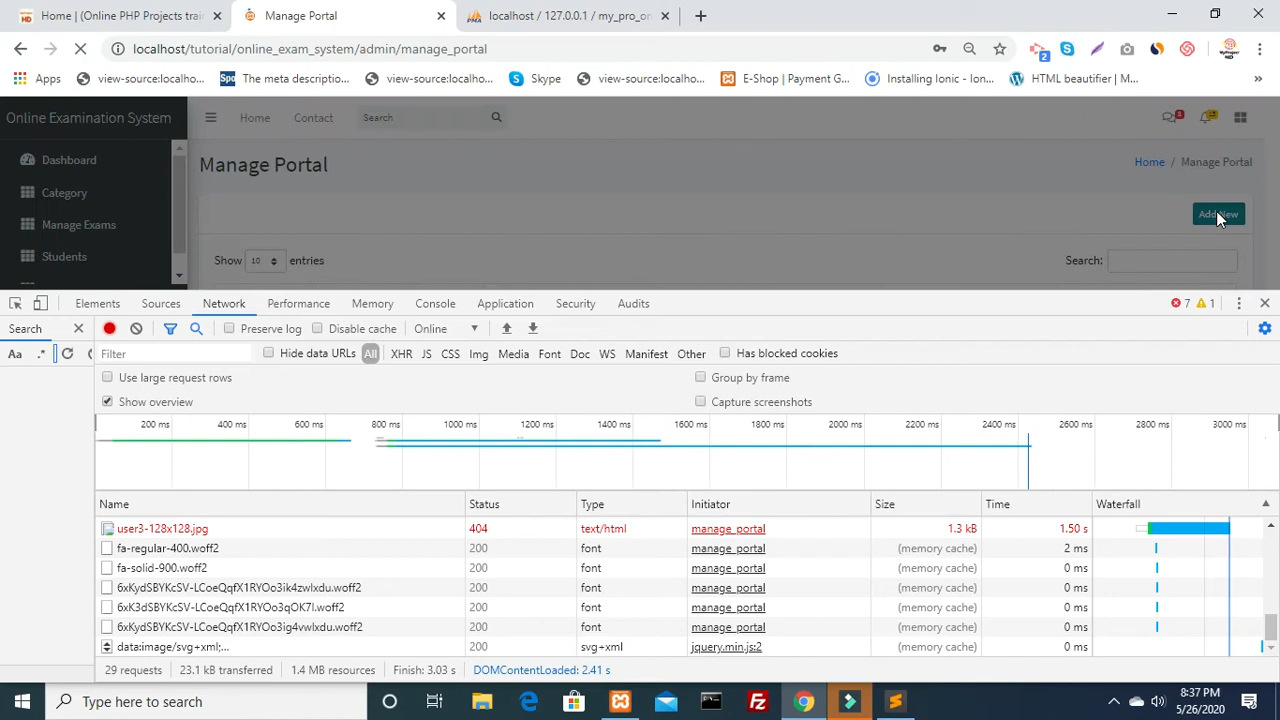 Home | (Online PHP Projects trai
Manage Portal
localhost / 127.0.0.1 / my_pro_on
localhost/tutorial/online_exam_system/admin/manage_portal
2
Apps
view-source:localho...
Spo
The meta descriptio...
view-source:localho...
Skype
view-source:localho...
E-Shop | Payment G...
Installing Ionic - Ion...
HTML beautifier | M...
»
Online Examination System
Home
Contact
Search
Dashboard
Category
Manage Exams
Students
Manage Portal
Home / Manage Portal
Add New
Show 10 entries
Search:
Elements
Sources
Network
Performance
Memory
Console
Application
Security
Audits
7
1
Search
Preserve log
Disable cache
Online
Aa
.*
Filter
Hide data URLs
All
XHR
JS
CSS
Img
Media
Font
Doc
WS
Manifest
Other
Has blocked cookies
Use large request rows
Group by frame
Show overview
Capture screenshots
200 ms
400 ms
600 ms
800 ms
1000 ms
1200 ms
1400 ms
1600 ms
1800 ms
2000 ms
2200 ms
2400 ms
2600 ms
2800 ms
3000 ms
Name Status Type Initiator Size Time Waterfall
user3-128x128.jpg 404 text/html manage_portal 1.3 kB 1.50 s
fa-regular-400.woff2 200 font manage_portal (memory cache) 2 ms
fa-solid-900.woff2 200 font manage_portal (memory cache) 0 ms
6xKydSBYKcSV-LCoeQqfX1RYOo3ik4zwlxdu.woff2 200 font manage_portal (memory cache) 0 ms
6xK3dSBYKcSV-LCoeQqfX1RYOo3qOK7l.woff2 200 font manage_portal (memory cache) 0 ms
6xKydSBYKcSV-LCoeQqfX1RYOo3ig4vwlxdu.woff2 200 font manage_portal (memory cache) 0 ms
data:image/svg+xml;... 200 svg+xml jquery.min.js:2 (memory cache) 0 ms
29 requests
23.1 kB transferred
1.4 MB resources
Finish: 3.03 s
DOMContentLoaded: 2.41 s
Type here to search
8:37 PM
5/26/2020